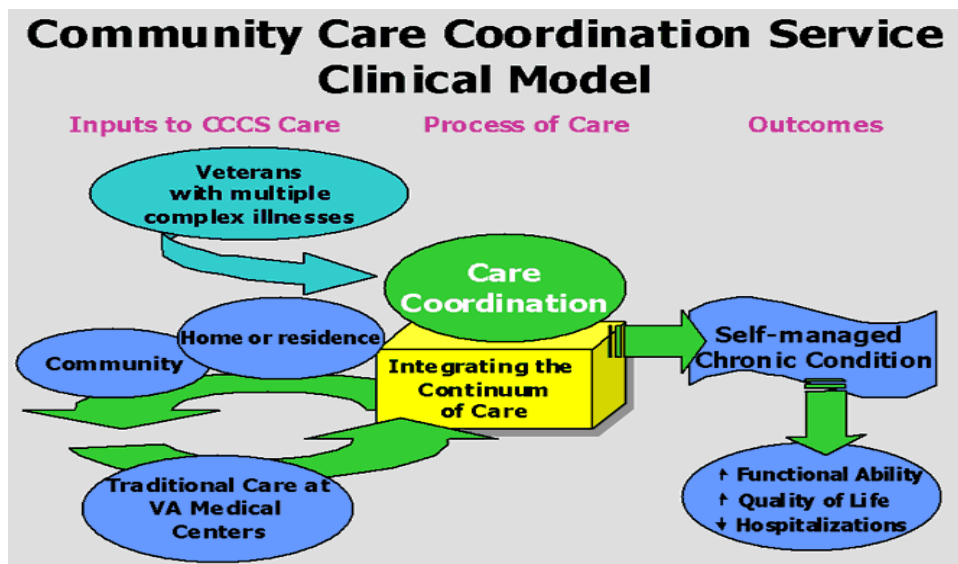 Community Care Coordination Service
Clinical Model
Inputs to CCCS Care
Process of Care
Outcomes
Veterans
with multiple
complex illnesses
Care
Coordination
Home or residence
Community
Integrating the
Continuum
of Care
Self-managed
Chronic Condition
Traditional Care at
VA Medical
Centers
↑ Functional Ability
↑ Quality of Life
↓ Hospitalizations